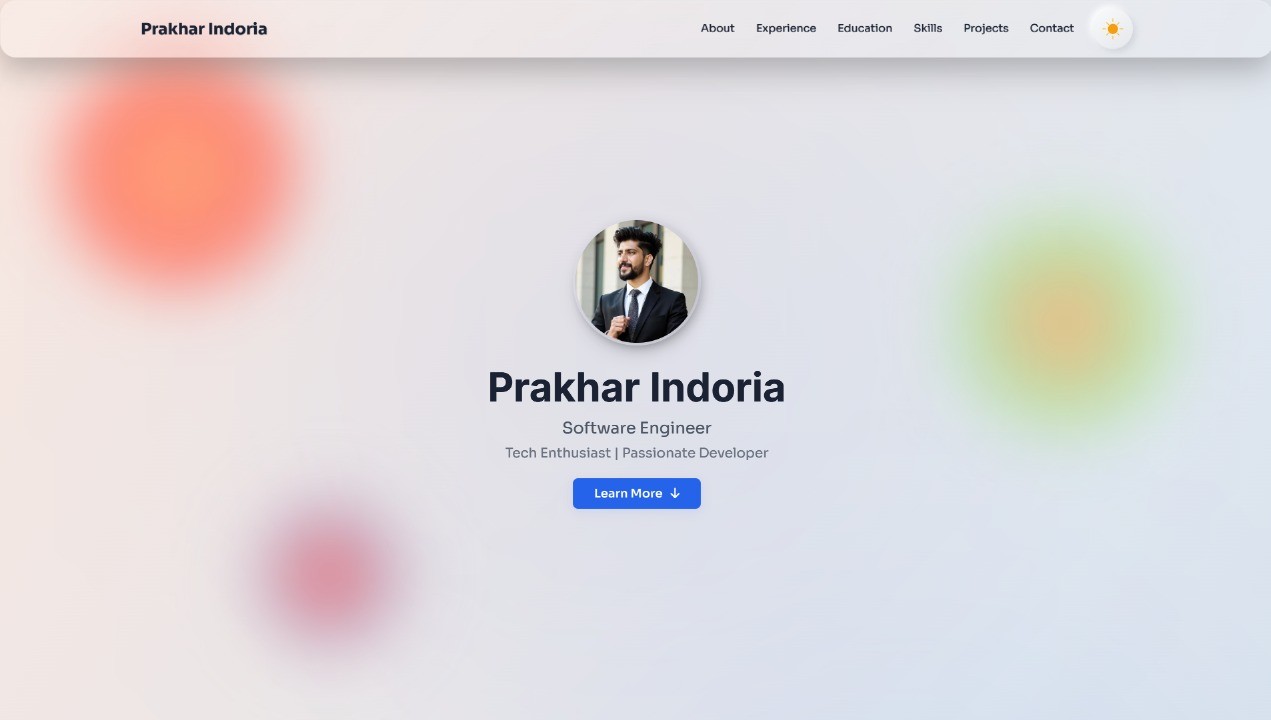 Prakhar Indoria
About Experience Education Skills Projects Contact
Prakhar Indoria
Software Engineer
Tech Enthusiast | Passionate Developer
Learn More ↓